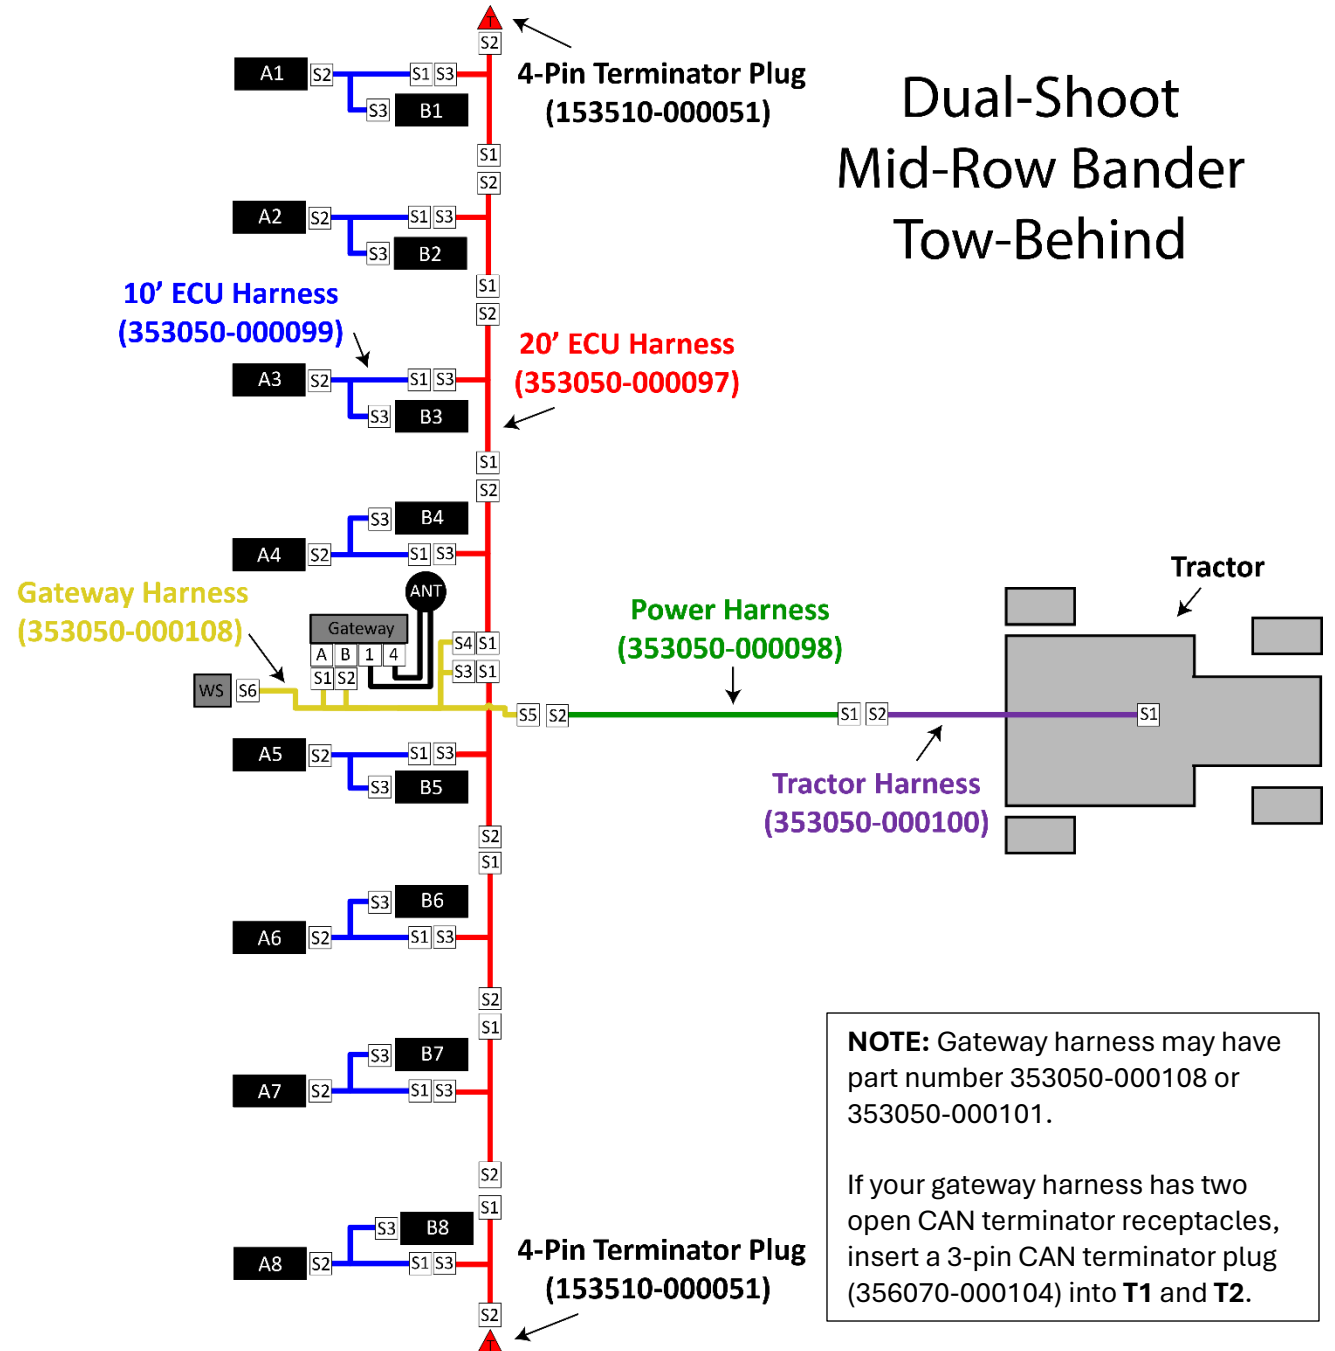 T
S2
4-Pin Terminator Plug
(153510-000051)
Dual-Shoot
Mid-Row Bander
Tow-Behind
A1 S2 S1 S3
S3 B1
S1
S2
A2 S2 S1 S3
S3 B2
S1
S2
10' ECU Harness
(353050-000099)
20' ECU Harness
(353050-000097)
A3 S2 S1 S3
S3 B3
S1
S2
S3 B4
A4 S2 S1 S3
ANT
Gateway Harness
(353050-000108)
Gateway
A B 1 4
S1 S2
S4 S1
S3 S1
WS S6
S5 S2
Power Harness
(353050-000098)
S1 S2
S1
Tractor
Tractor Harness
(353050-000100)
A5 S2 S1 S3
S3 B5
S2
S1
S3 B6
A6 S2 S1 S3
S2
S1
S3 B7
A7 S2 S1 S3
S2
S1
S3 B8
A8 S2 S1 S3
4-Pin Terminator Plug
(153510-000051)
S2
T
NOTE: Gateway harness may have
part number 353050-000108 or
353050-000101.
If your gateway harness has two
open CAN terminator receptacles,
insert a 3-pin CAN terminator plug
(356070-000104) into T1 and T2.